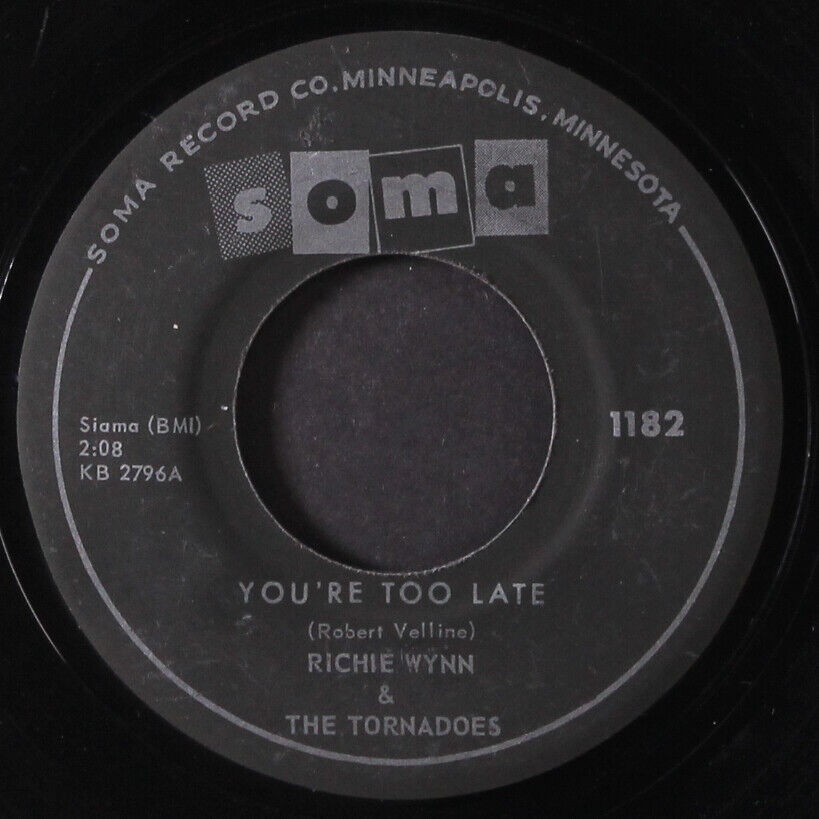 SOMA RECORD CO. MINNEAPOLIS, MINNESOTA
soma
Siama (BMI)
2:08
KB 2796A
1182
YOU'RE TOO LATE
(Robert Velline)
RICHIE WYNN
&
THE TORNADOES